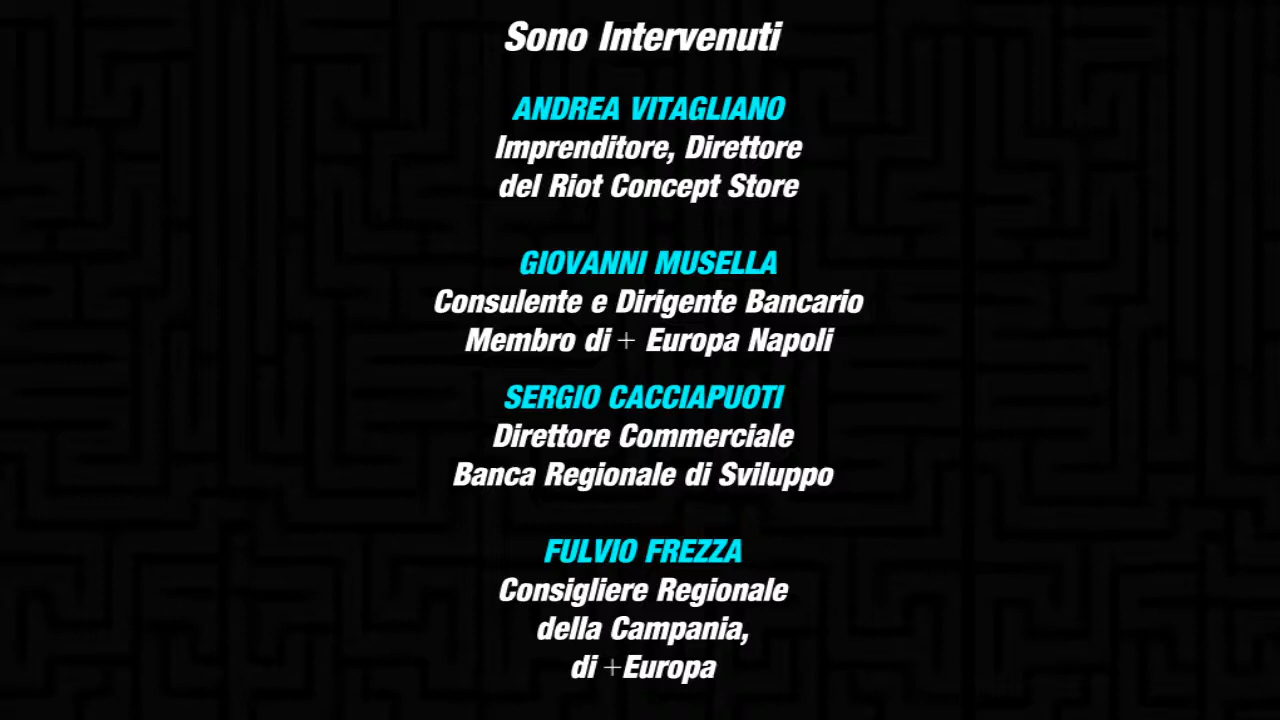 Sono Intervenuti
ANDREA VITAGLIANO
Imprenditore, Direttore
del Riot Concept Store
GIOVANNI MUSELLA
Consulente e Dirigente Bancario
Membro di + Europa Napoli
SERGIO CACCIAPUOTI
Direttore Commerciale
Banca Regionale di Sviluppo
FULVIO FREZZA
Consigliere Regionale
della Campania,
di +Europa